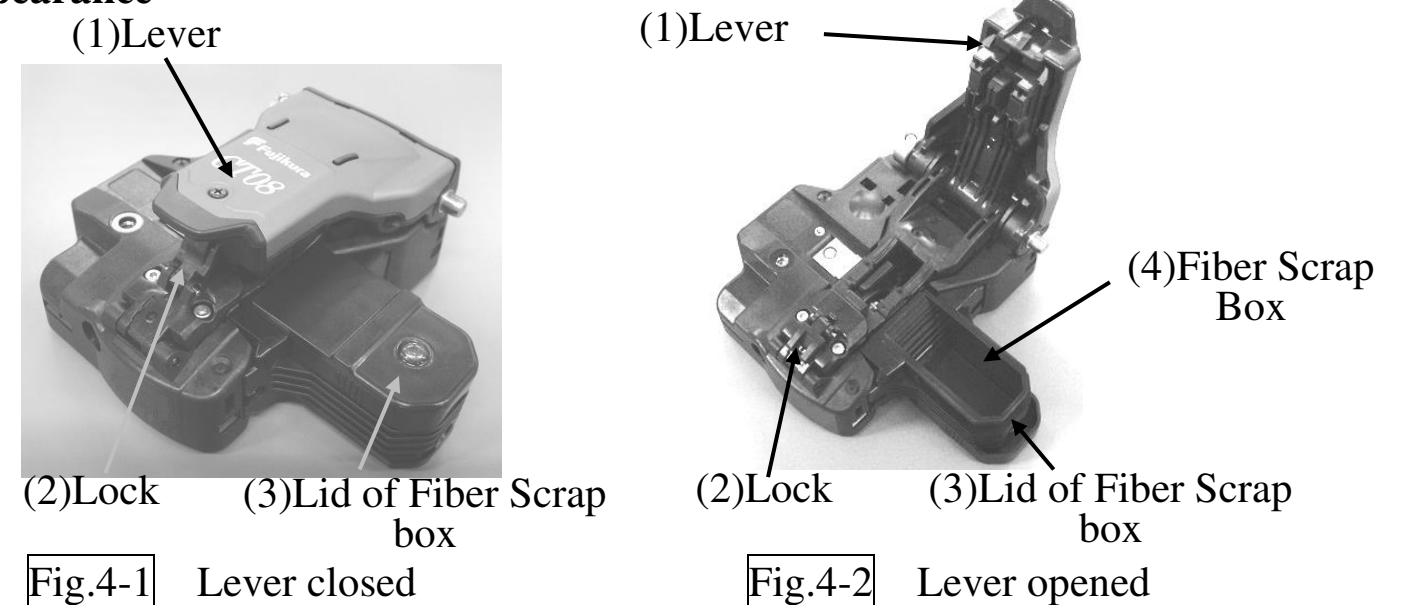 (1)Lever
(1)Lever
Fujikura
CT08
(4)Fiber Scrap
Box
(2)Lock
(3)Lid of Fiber Scrap
box
(2)Lock
(3)Lid of Fiber Scrap
box
Fig.4-1 Lever closed
Fig.4-2 Lever opened